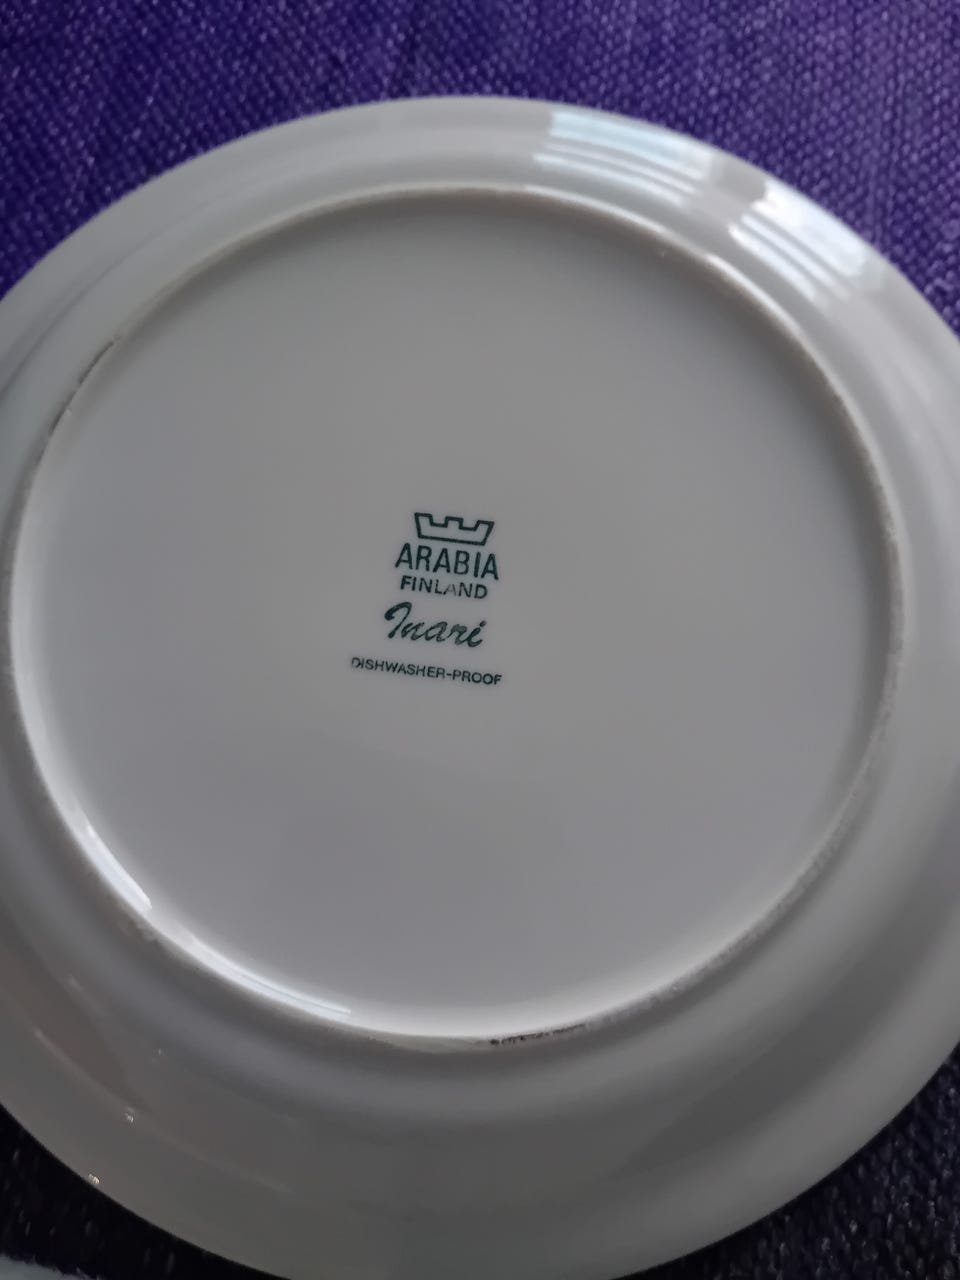 ARABIA
FINLAND
Inari
DISHWASHER-PROOF